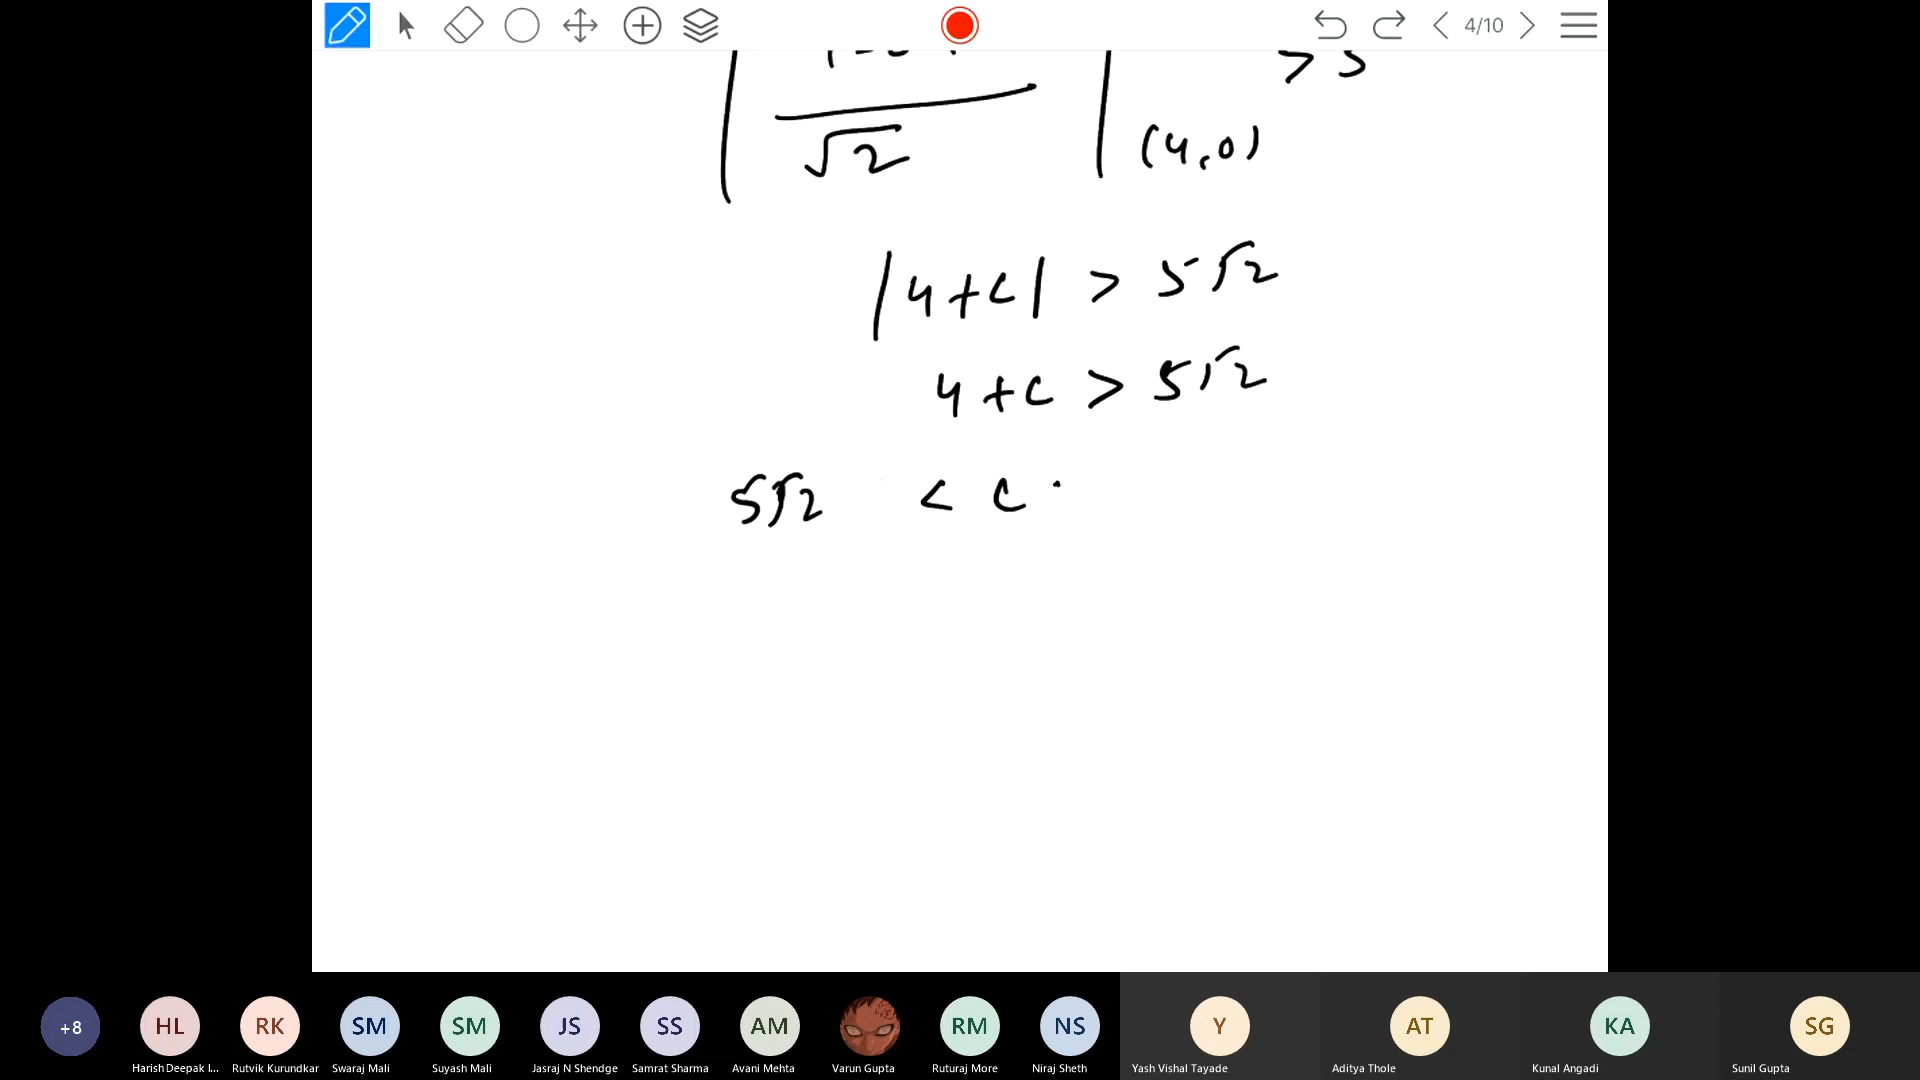 4/10
> 5
√2
(4,0)
|4+c| > 5√2
4+c > 5√2
5√2 < c
+8
HL
RK
SM
SM
JS
SS
AM
RM
NS
Y
AT
KA
SG
Harish Deepak I...
Rutvik Kurundkar
Swaraj Mali
Suyash Mali
Jasraj N Shendge
Samrat Sharma
Avani Mehta
Varun Gupta
Ruturaj More
Niraj Sheth
Yash Vishal Tayade
Aditya Thole
Kunal Angadi
Sunil Gupta